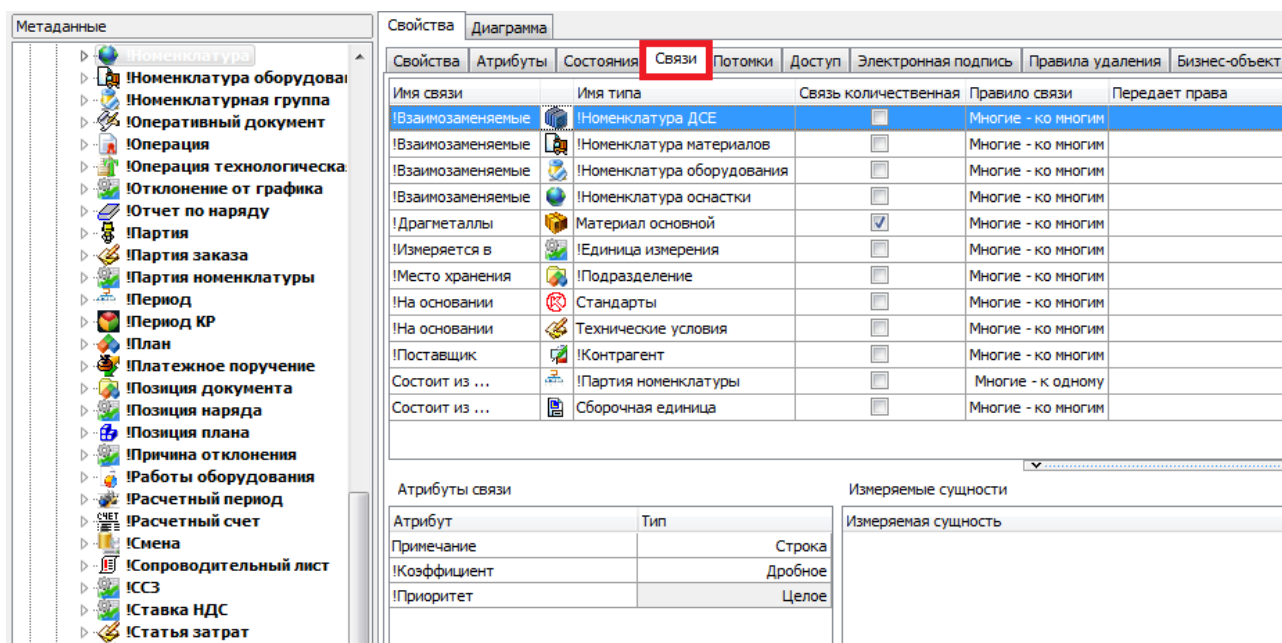 Метаданные
!Номенклатура
!Номенклатура оборудова
!Номенклатурная группа
!Оперативный документ
!Операция
!Операция технологическа
!Отклонение от графика
!Отчет по наряду
!Партия
!Партия заказа
!Партия номенклатуры
!Период
!Период КР
!План
!Платежное поручение
!Позиция документа
!Позиция наряда
!Позиция плана
!Причина отклонения
!Работы оборудования
!Расчетный период
СЧЕТ !Расчетный счет
!Смена
!Сопроводительный лист
!ССЗ
!Ставка НДС
!Статья затрат
Свойства Диаграмма
Свойства Атрибуты Состояния Связи Потомки Доступ Электронная подпись Правила удаления Бизнес-объект
Имя связи Имя типа Связь количественная Правило связи Передает права
!Взаимозаменяемые !Номенклатура ДСЕ Многие - ко многим
!Взаимозаменяемые !Номенклатура материалов Многие - ко многим
!Взаимозаменяемые !Номенклатура оборудования Многие - ко многим
!Взаимозаменяемые !Номенклатура оснастки Многие - ко многим
!Драгметаллы Материал основной Многие - ко многим
!Измеряется в !Единица измерения Многие - ко многим
!Место хранения !Подразделение Многие - ко многим
!На основании Стандарты Многие - ко многим
!На основании Технические условия Многие - ко многим
!Поставщик !Контрагент Многие - ко многим
Состоит из ... !Партия номенклатуры Многие - к одному
Состоит из ... Сборочная единица Многие - ко многим
Атрибуты связи
Атрибут Тип
Примечание Строка
!Коэффициент Дробное
!Приоритет Целое
Измеряемые сущности
Измеряемая сущность